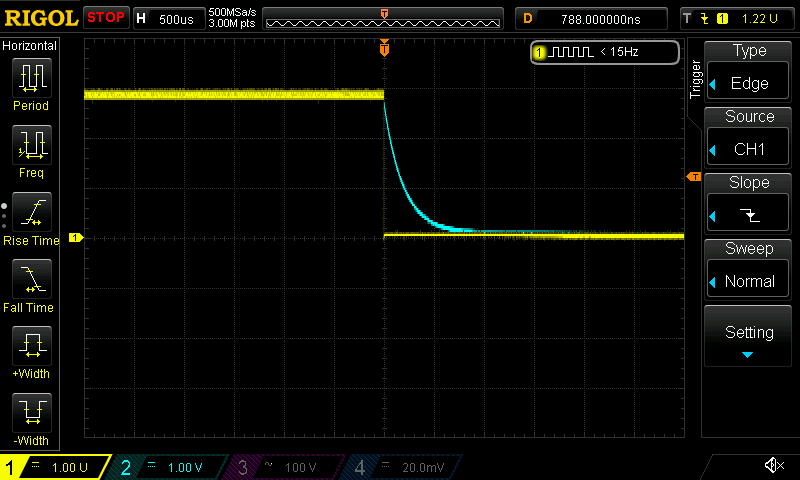 RIGOL STOP H 500us 500MSa/s 3.00M pts T D 788.000000ns T 1 1.22 U
Horizontal
Period
Freq
Rise Time
Fall Time
+Width
-Width
T
1 < 15Hz
T
1
Trigger
Type
Edge
Source
CH1
Slope
Sweep
Normal
Setting
1 = 1.00 U 2 = 1.00 V 3 ~ 100 V 4 = 20.0mV